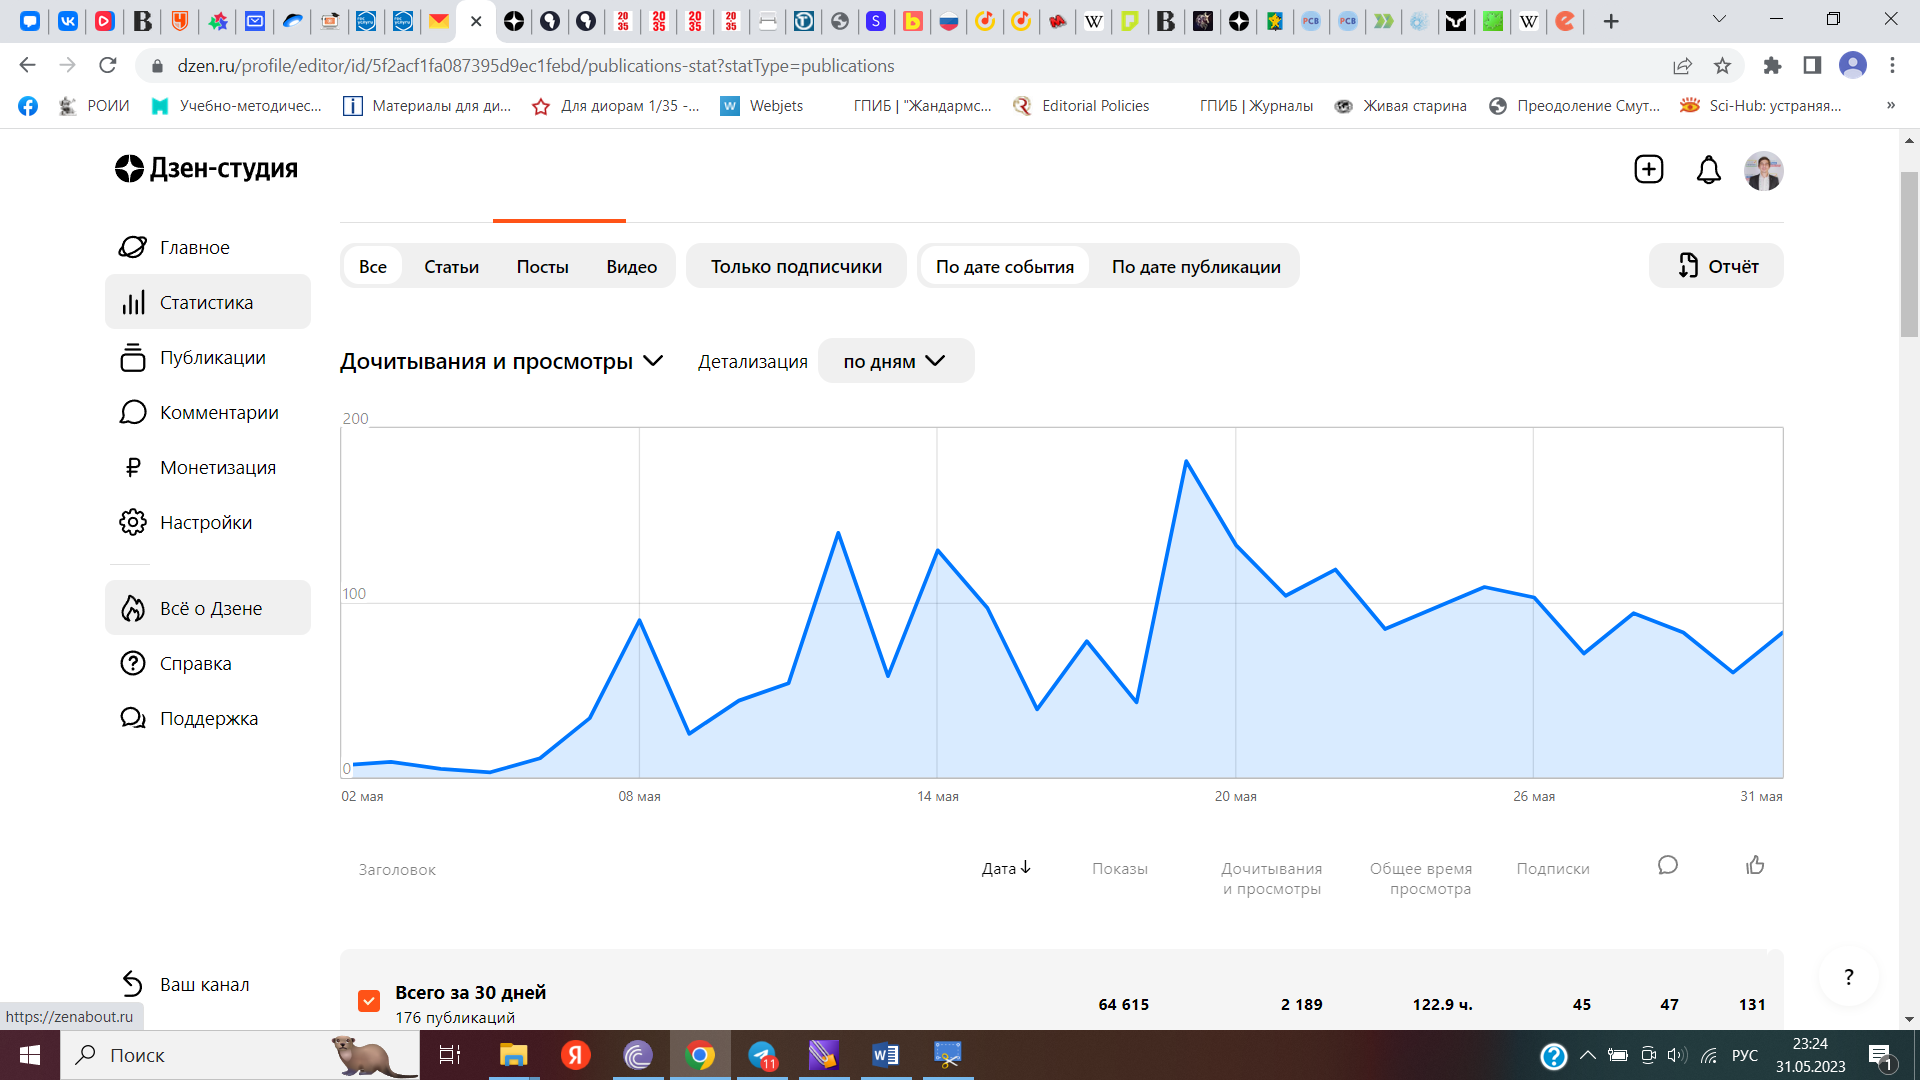 dzen.ru/profile/editor/id/5f2acf1fa087395d9ec1febd/publications-stat?statType=publications
РОИИ
Учебно-методичес...
Материалы для ди...
Для диорам 1/35 -...
Webjets
ГПИБ | "Жандармс...
Editorial Policies
ГПИБ | Журналы
Живая старина
Преодоление Смут...
Sci-Hub: устраняя...
»
Дзен-студия
Главное
Статистика
Публикации
Комментарии
Монетизация
Настройки
Всё о Дзене
Справка
Поддержка
Ваш канал
https://zenabout.ru
Все Статьи Посты Видео Только подписчики По дате события По дате публикации Отчёт
Дочитывания и просмотры Детализация по дням
200
100
0
02 мая 08 мая 14 мая 20 мая 26 мая 31 мая
Заголовок Дата Показы Дочитывания и просмотры Общее время просмотра Подписки
Всего за 30 дней 64 615 2 189 122.9 ч. 45 47 131
176 публикаций
?
Поиск
11
РУС
23:24
31.05.2023
1